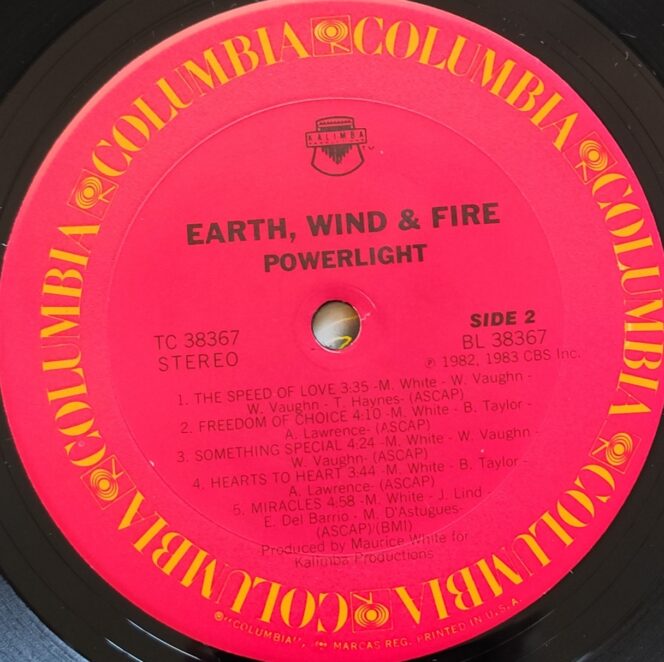 COLUMBIA COLUMBIA COLUMBIA COLUMBIA COLUMBIA COLUMBIA COLUMBIA COLUMBIA
KALIMBA
TM
EARTH, WIND & FIRE
POWERLIGHT
TC 38367
STEREO
SIDE 2
BL 38367
℗ 1982, 1983 CBS Inc.
1. THE SPEED OF LOVE 3:35 -M. White - W. Vaughn -
W. Vaughn - T. Haynes- (ASCAP)
2. FREEDOM OF CHOICE 4:10 -M. White - B. Taylor -
A. Lawrence- (ASCAP)
3. SOMETHING SPECIAL 4:24 -M. White - W. Vaughn -
W. Vaughn- (ASCAP)
4. HEARTS TO HEART 3:44 -M. White - B. Taylor -
A. Lawrence- (ASCAP)
5. MIRACLES 4:58 -M. White - J. Lind -
E. Del Barrio - M. D'Astugues-
(ASCAP)/(BMI)
Produced by Maurice White for
Kalimba Productions
®"COLUMBIA", MARCAS REG. PRINTED IN U.S.A.